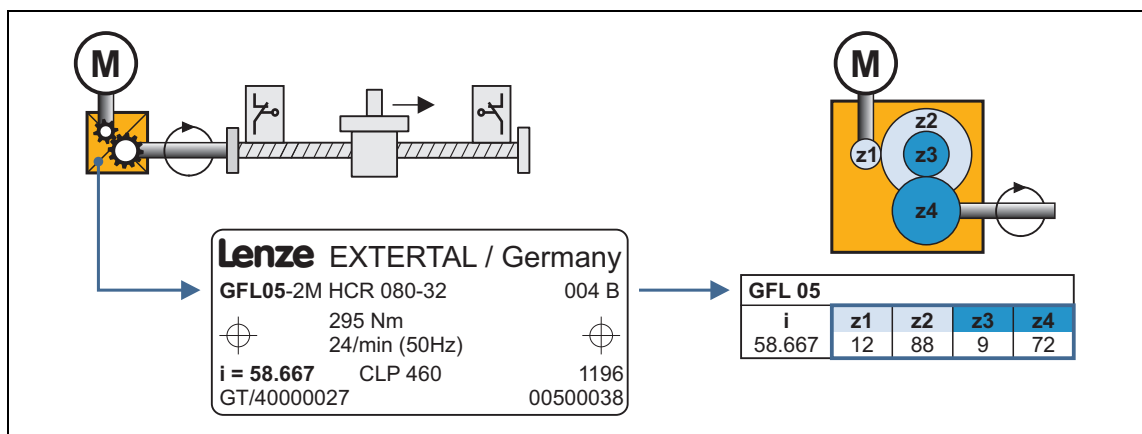 M
M
z2
z1
z3
z4
Lenze EXTERTAL / Germany
GFL05-2M HCR 080-32 004 B
295 Nm
24/min (50Hz)
i = 58.667 CLP 460 1196
GT/40000027 00500038
GFL 05
i z1 z2 z3 z4
58.667 12 88 9 72